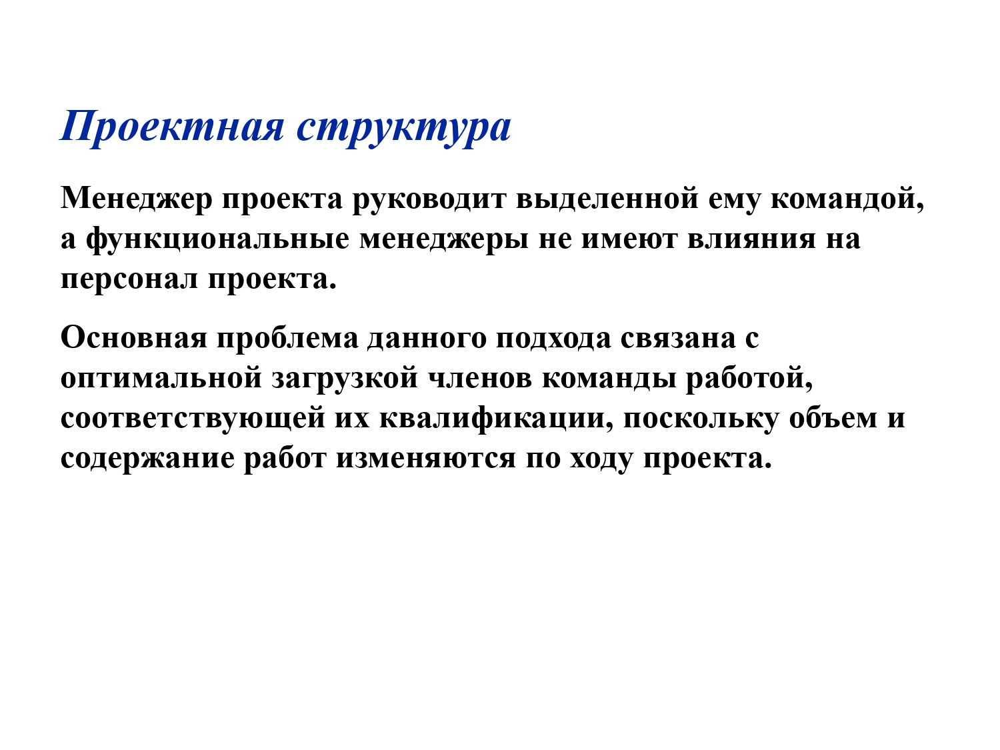 Проектная структура
Менеджер проекта руководит выделенной ему командой,
а функциональные менеджеры не имеют влияния на
персонал проекта.
Основная проблема данного подхода связана с
оптимальной загрузкой членов команды работой,
соответствующей их квалификации, поскольку объем и
содержание работ изменяются по ходу проекта.